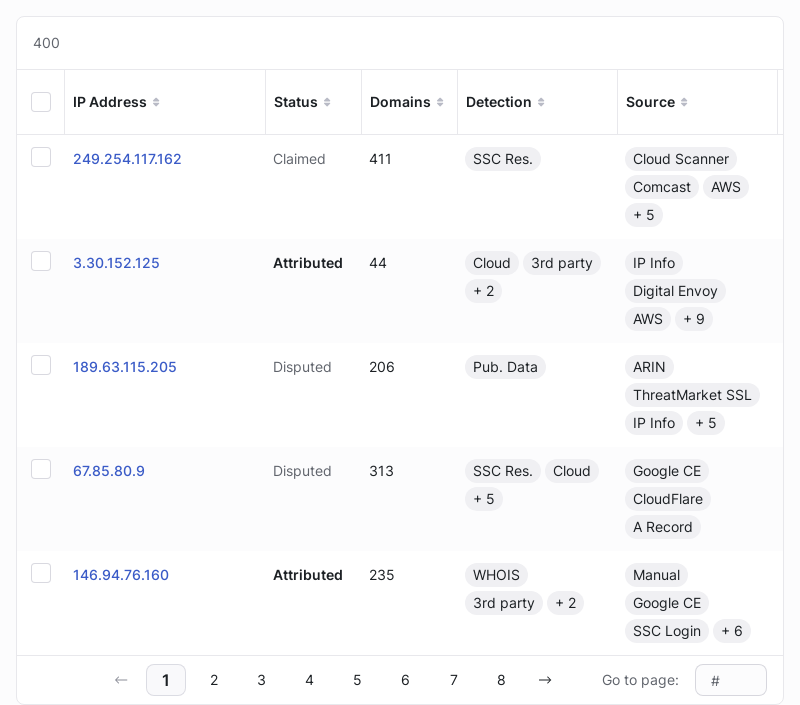 400
IP Address Status Domains Detection Source
249.254.117.162 Claimed 411 SSC Res. Cloud Scanner
Comcast AWS
+ 5
3.30.152.125 Attributed 44 Cloud 3rd party IP Info
+ 2 Digital Envoy
AWS + 9
189.63.115.205 Disputed 206 Pub. Data ARIN
ThreatMarket SSL
IP Info + 5
67.85.80.9 Disputed 313 SSC Res. Cloud Google CE
+ 5 CloudFlare
A Record
146.94.76.160 Attributed 235 WHOIS Manual
3rd party + 2 Google CE
SSC Login + 6
← 1 2 3 4 5 6 7 8 → Go to page: #